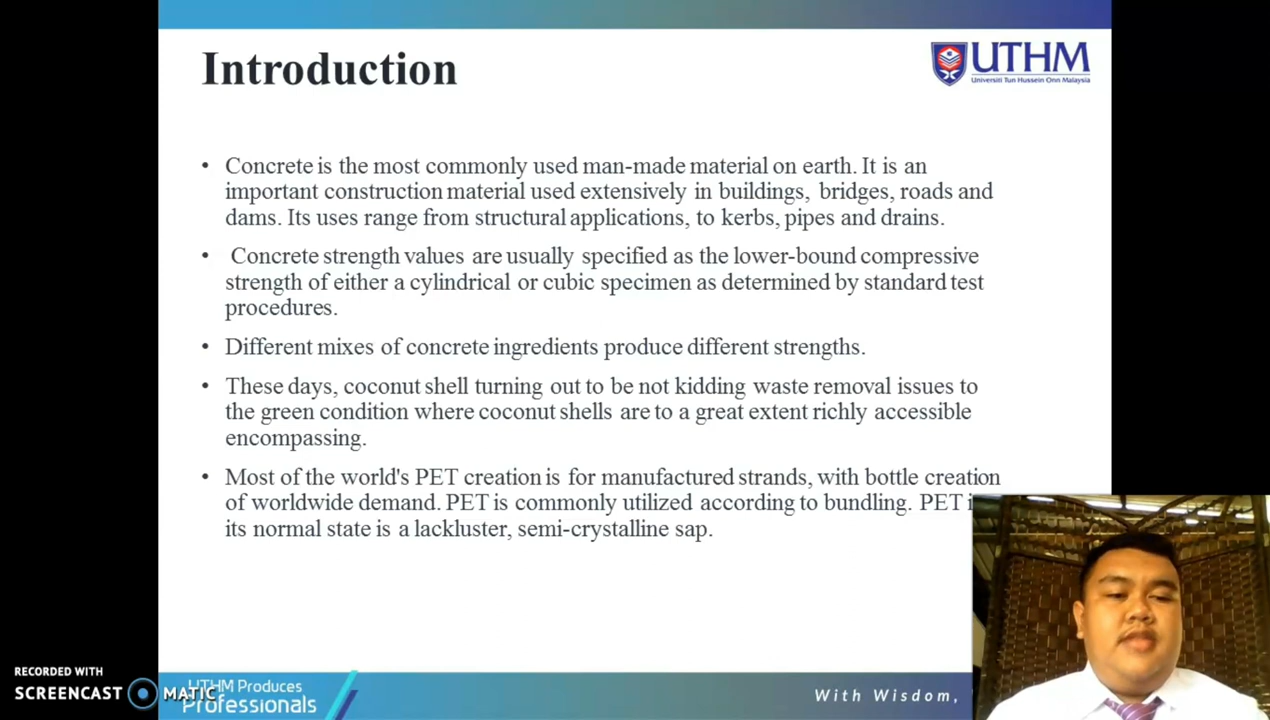 Introduction
UTHM
Universiti Tun Hussein Onn Malaysia
• Concrete is the most commonly used man-made material on earth. It is an
important construction material used extensively in buildings, bridges, roads and
dams. Its uses range from structural applications, to kerbs, pipes and drains.
• Concrete strength values are usually specified as the lower-bound compressive
strength of either a cylindrical or cubic specimen as determined by standard test
procedures.
• Different mixes of concrete ingredients produce different strengths.
• These days, coconut shell turning out to be not kidding waste removal issues to
the green condition where coconut shells are to a great extent richly accessible
encompassing.
• Most of the world's PET creation is for manufactured strands, with bottle creation
of worldwide demand. PET is commonly utilized according to bundling. PET
its normal state is a lackluster, semi-crystalline sap.
RECORDED WITH
SCREENCAST MATIC
UTHM Produces
Professionals
With Wisdom,